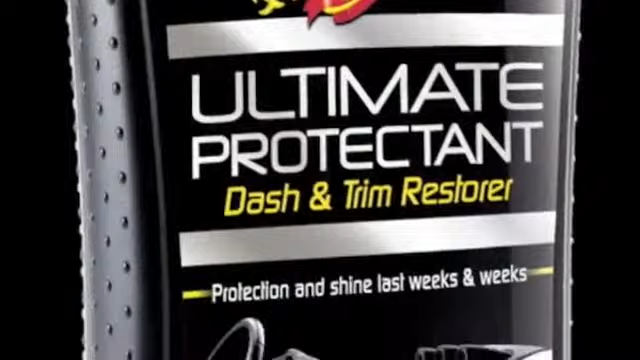 ULTIMATE
PROTECTANT
Dash & Trim Restorer
Protection and shine last weeks & weeks